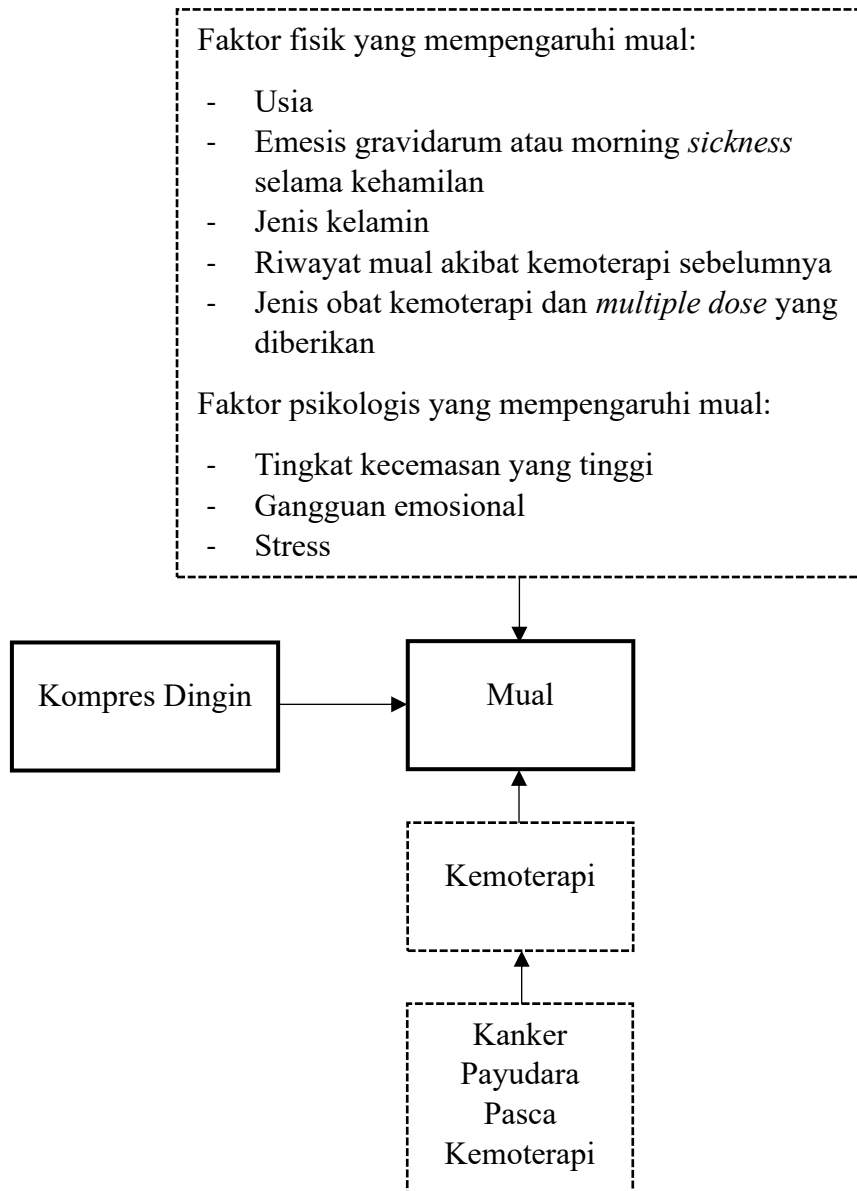 Faktor fisik yang mempengaruhi mual:
- Usia
- Emesis gravidarum atau morning sickness
selama kehamilan
- Jenis kelamin
- Riwayat mual akibat kemoterapi sebelumnya
- Jenis obat kemoterapi dan multiple dose yang
diberikan
Faktor psikologis yang mempengaruhi mual:
- Tingkat kecemasan yang tinggi
- Gangguan emosional
- Stress
Kompres Dingin
Mual
Kemoterapi
Kanker
Payudara
Pasca
Kemoterapi